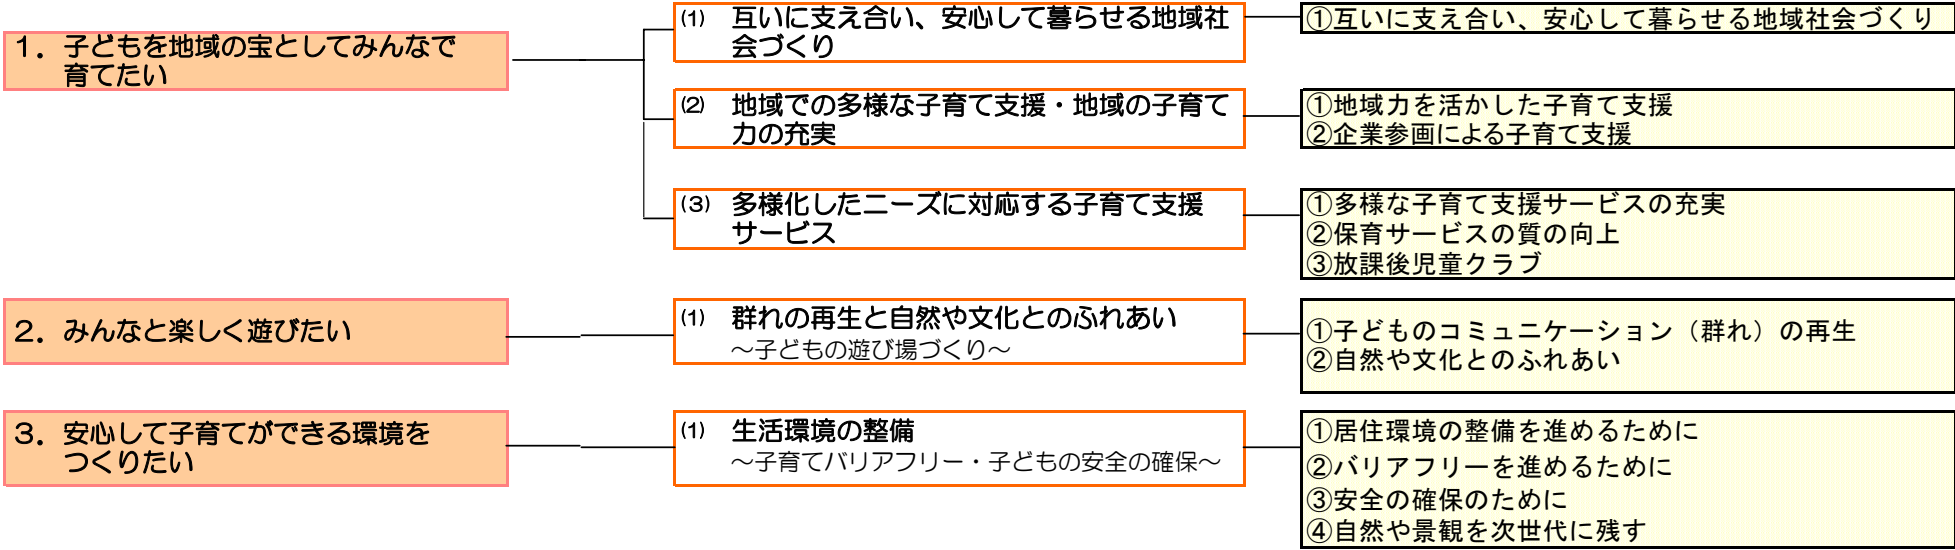 1．子どもを地域の宝としてみんなで
育てたい
(1) 互いに支え合い、安心して暮らせる地域社
会づくり
①互いに支え合い、安心して暮らせる地域社会づくり
(2) 地域での多様な子育て支援・地域の子育て
力の充実
①地域力を活かした子育て支援
②企業参画による子育て支援
(3) 多様化したニーズに対応する子育て支援
サービス
①多様な子育て支援サービスの充実
②保育サービスの質の向上
③放課後児童クラブ
2．みんなと楽しく遊びたい
(1) 群れの再生と自然や文化とのふれあい
～子どもの遊び場づくり～
①子どものコミュニケーション（群れ）の再生
②自然や文化とのふれあい
3．安心して子育てができる環境を
つくりたい
(1) 生活環境の整備
～子育てバリアフリー・子どもの安全の確保～
①居住環境の整備を進めるために
②バリアフリーを進めるために
③安全の確保のために
④自然や景観を次世代に残す